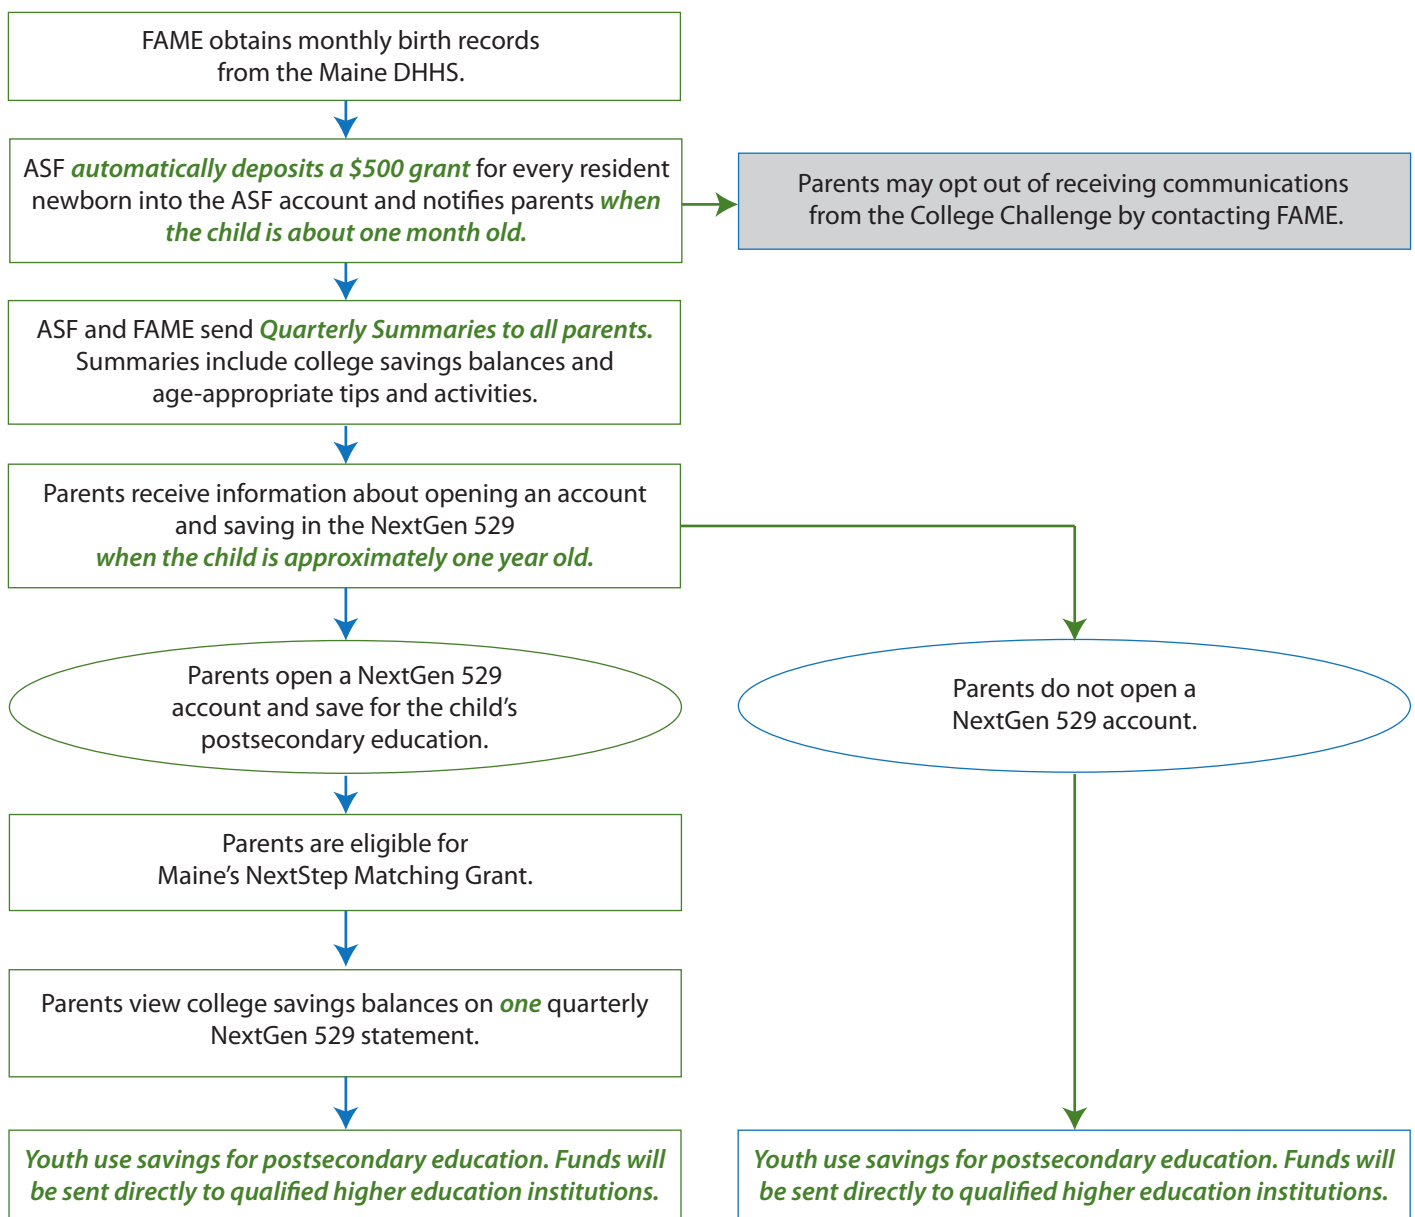 FAME obtains monthly birth records
from the Maine DHHS.
ASF automatically deposits a $500 grant for every resident
newborn into the ASF account and notifies parents when
the child is about one month old.
Parents may opt out of receiving communications
from the College Challenge by contacting FAME.
ASF and FAME send Quarterly Summaries to all parents.
Summaries include college savings balances and
age-appropriate tips and activities.
Parents receive information about opening an account
and saving in the NextGen 529
when the child is approximately one year old.
Parents open a NextGen 529
account and save for the child’s
postsecondary education.
Parents do not open a
NextGen 529 account.
Parents are eligible for
Maine’s NextStep Matching Grant.
Parents view college savings balances on one quarterly
NextGen 529 statement.
Youth use savings for postsecondary education. Funds will
be sent directly to qualified higher education institutions.
Youth use savings for postsecondary education. Funds will
be sent directly to qualified higher education institutions.